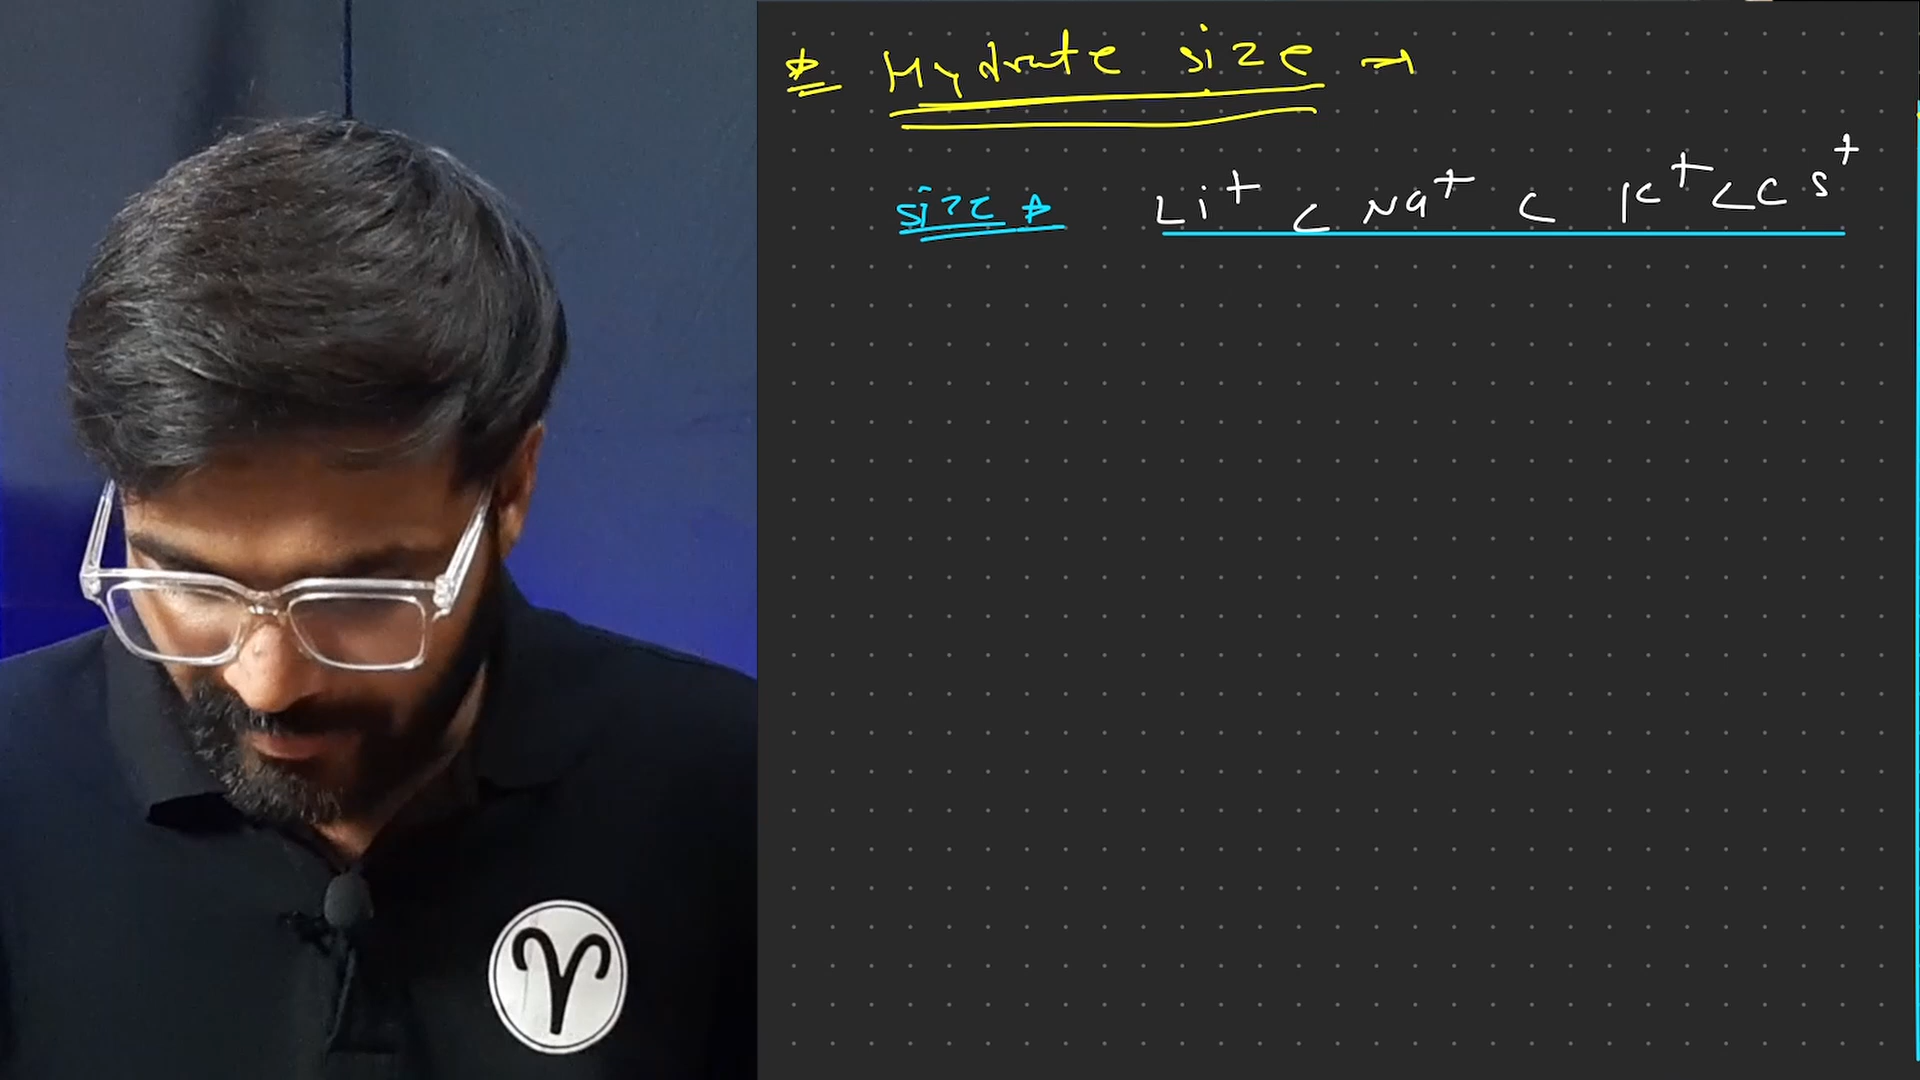 * Hydrate size →
size * Li⁺ < Na⁺ < K⁺ < Cs⁺